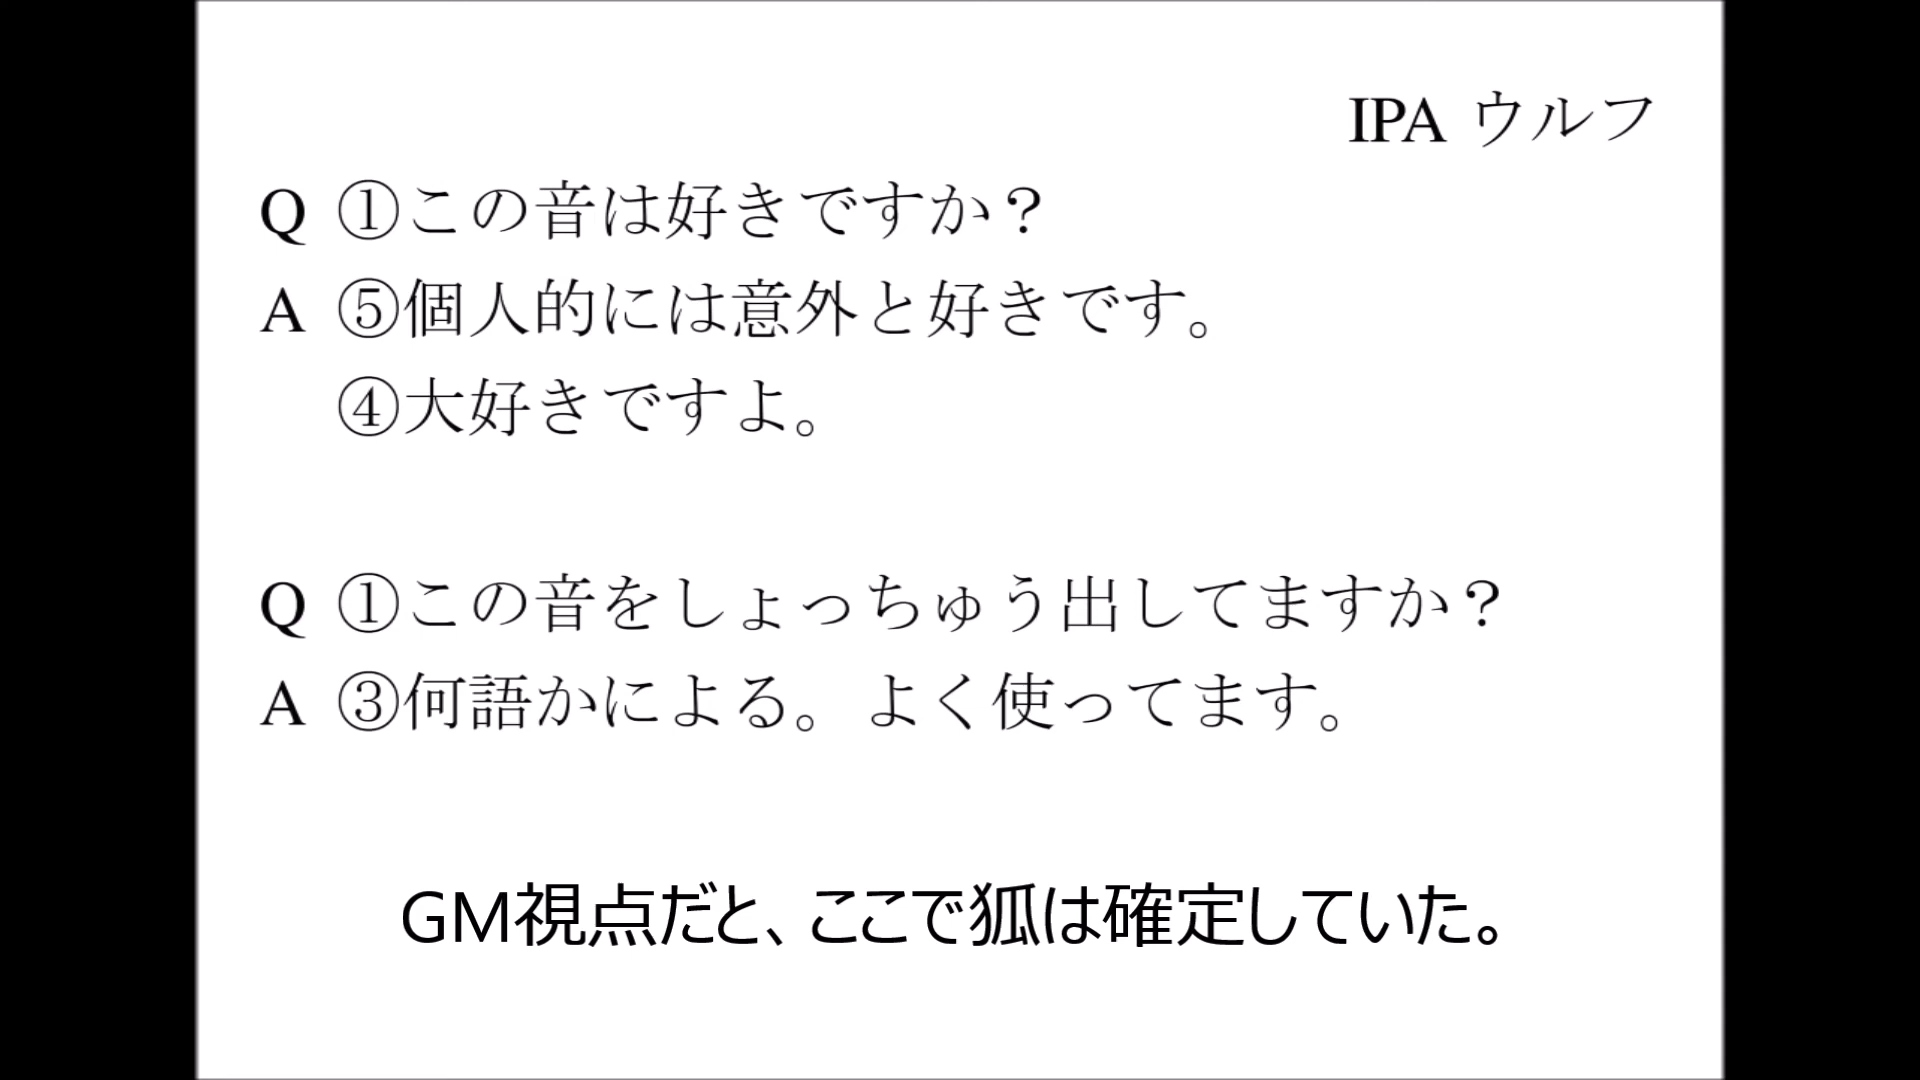 IPA ウルフ
Q ①この音は好きですか？
A ⑤個人的には意外と好きです。
④大好きですよ。
Q ①この音をしょっちゅう出してますか？
A ③何語かによる。よく使ってます。
GM視点だと、ここで狐は確定していた。